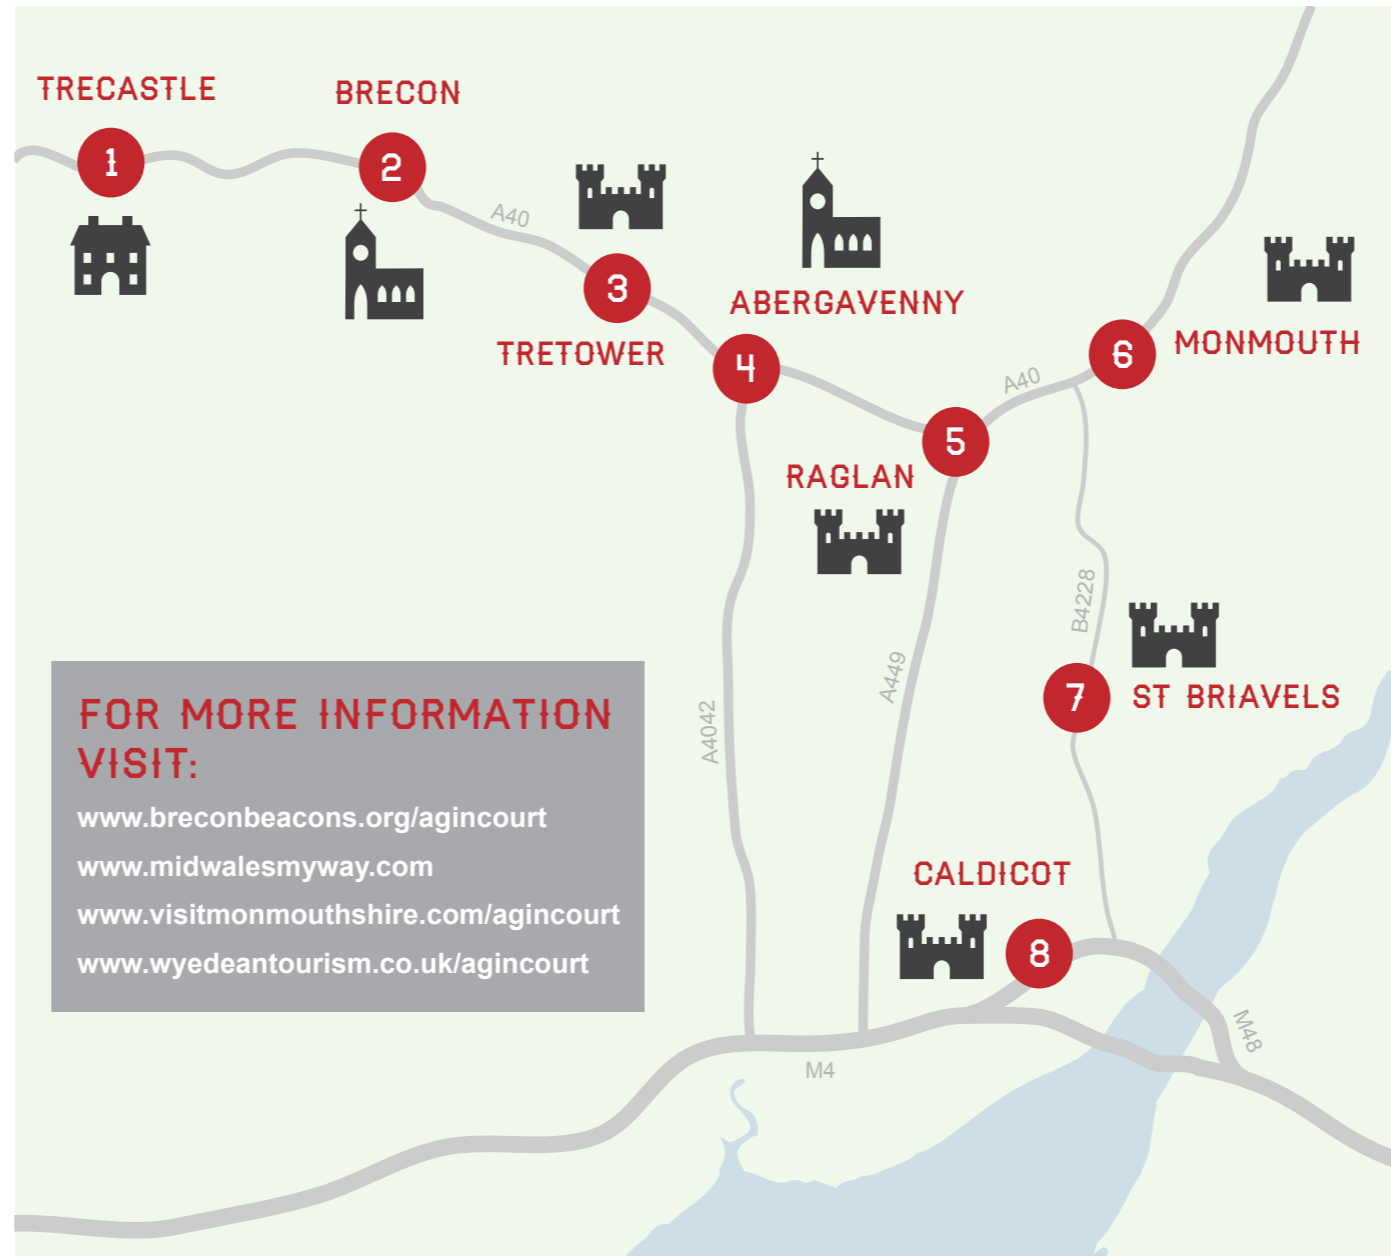 TRECASTLE
BRECON
1
2
A40
3
TRETOWER
ABERGAVENNY
4
A40
6
MONMOUTH
5
RAGLAN
B4228
7
ST BRIAVELS
A449
A4042
FOR MORE INFORMATION
VISIT:
www.breconbeacons.org/agincourt
www.midwalesmyway.com
www.visitmonmouthshire.com/agincourt
www.wyedeantourism.co.uk/agincourt
CALDICOT
8
M48
M4